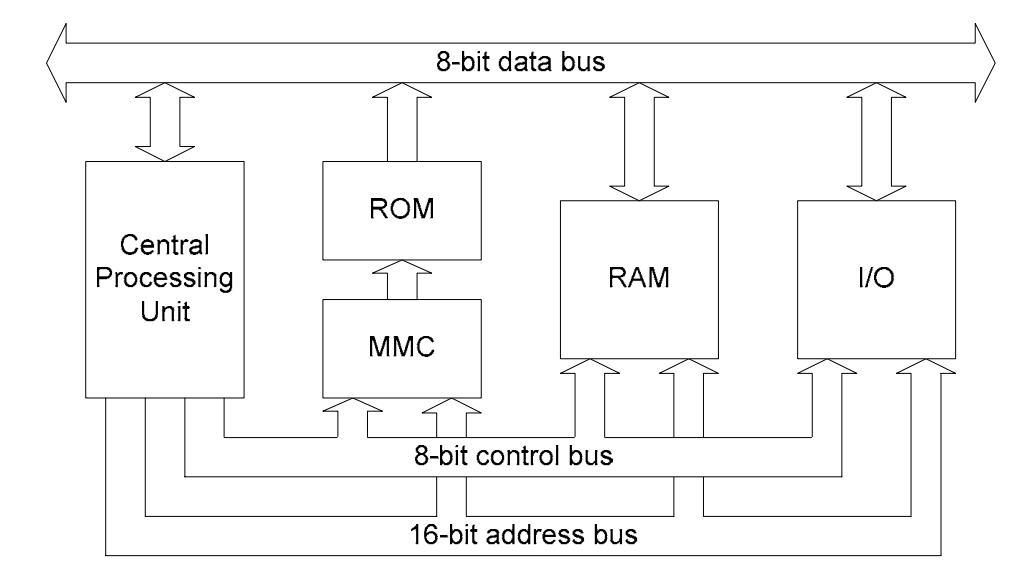 8-bit data bus
Central
Processing
Unit
ROM
MMC
RAM
I/O
8-bit control bus
16-bit address bus